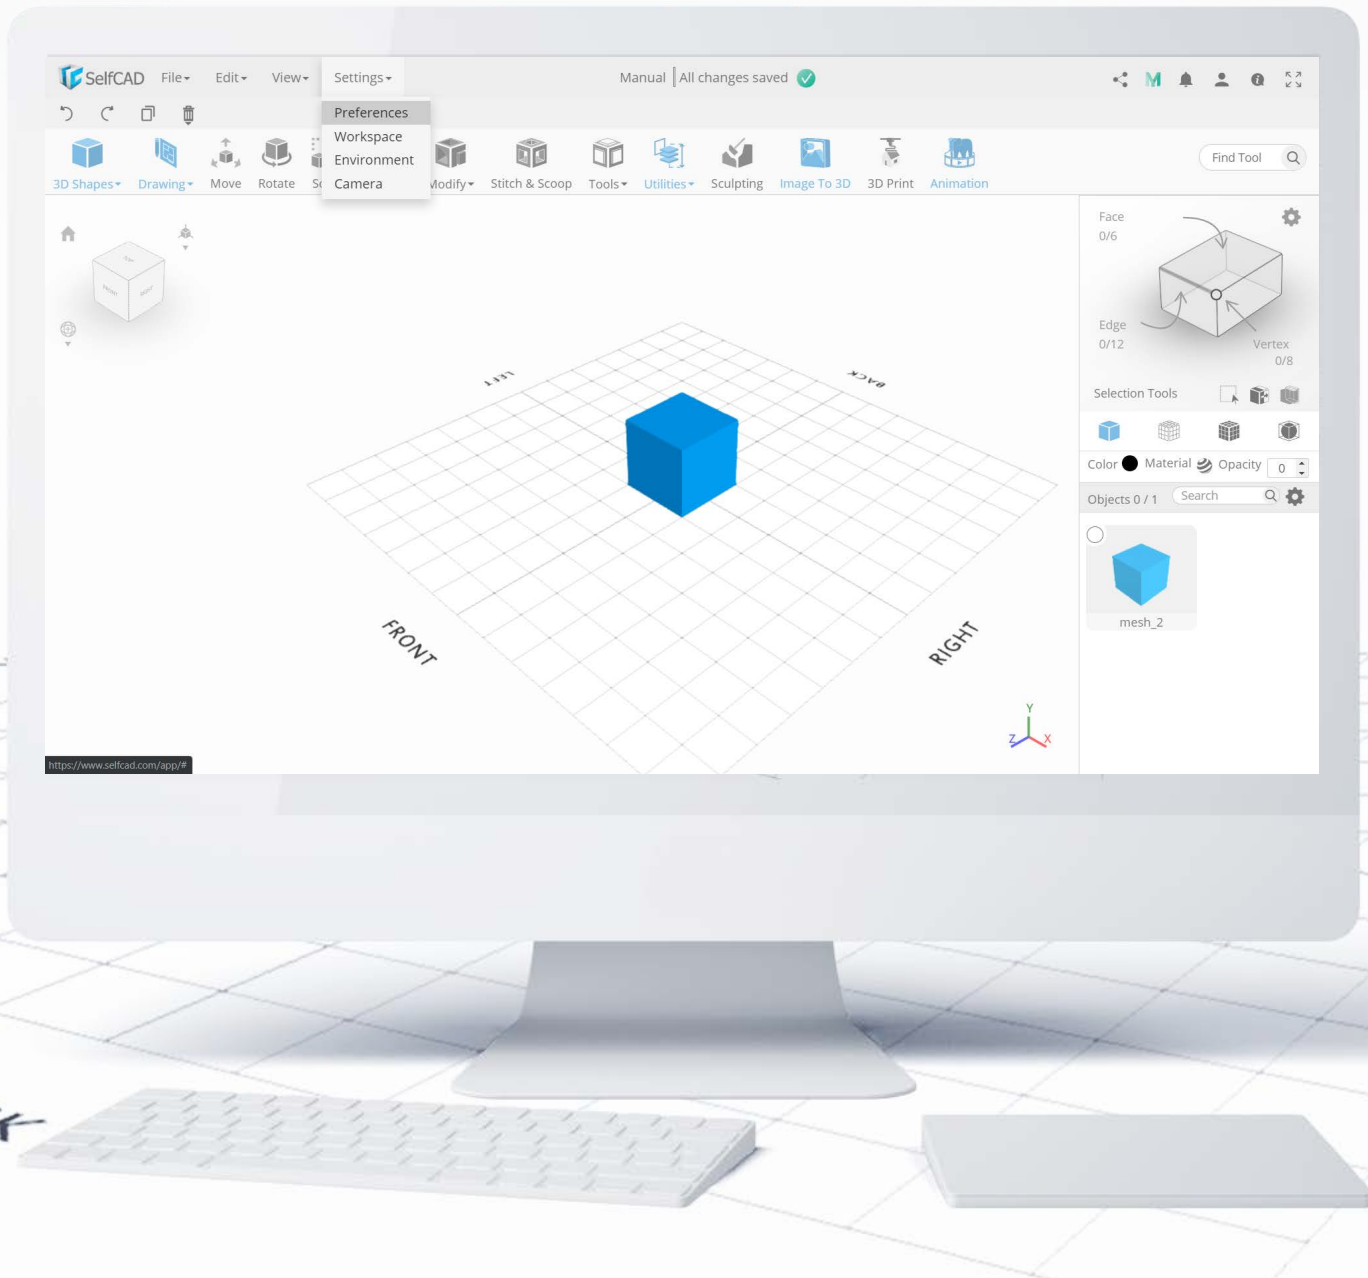 SelfCAD File Edit View Settings Manual All changes saved
Preferences
Workspace
Environment
Camera
3D Shapes Drawing Move Rotate Modify Stitch & Scoop Tools Utilities Sculpting Image To 3D 3D Print Animation Find Tool
TOP
FRONT RIGHT
LEFT
BACK
FRONT
RIGHT
Y
Z X
Face
0/6
Edge
0/12
Vertex
0/8
Selection Tools
Color Material Opacity 0
Objects 0 / 1 Search
mesh_2
https://www.selfcad.com/app/#